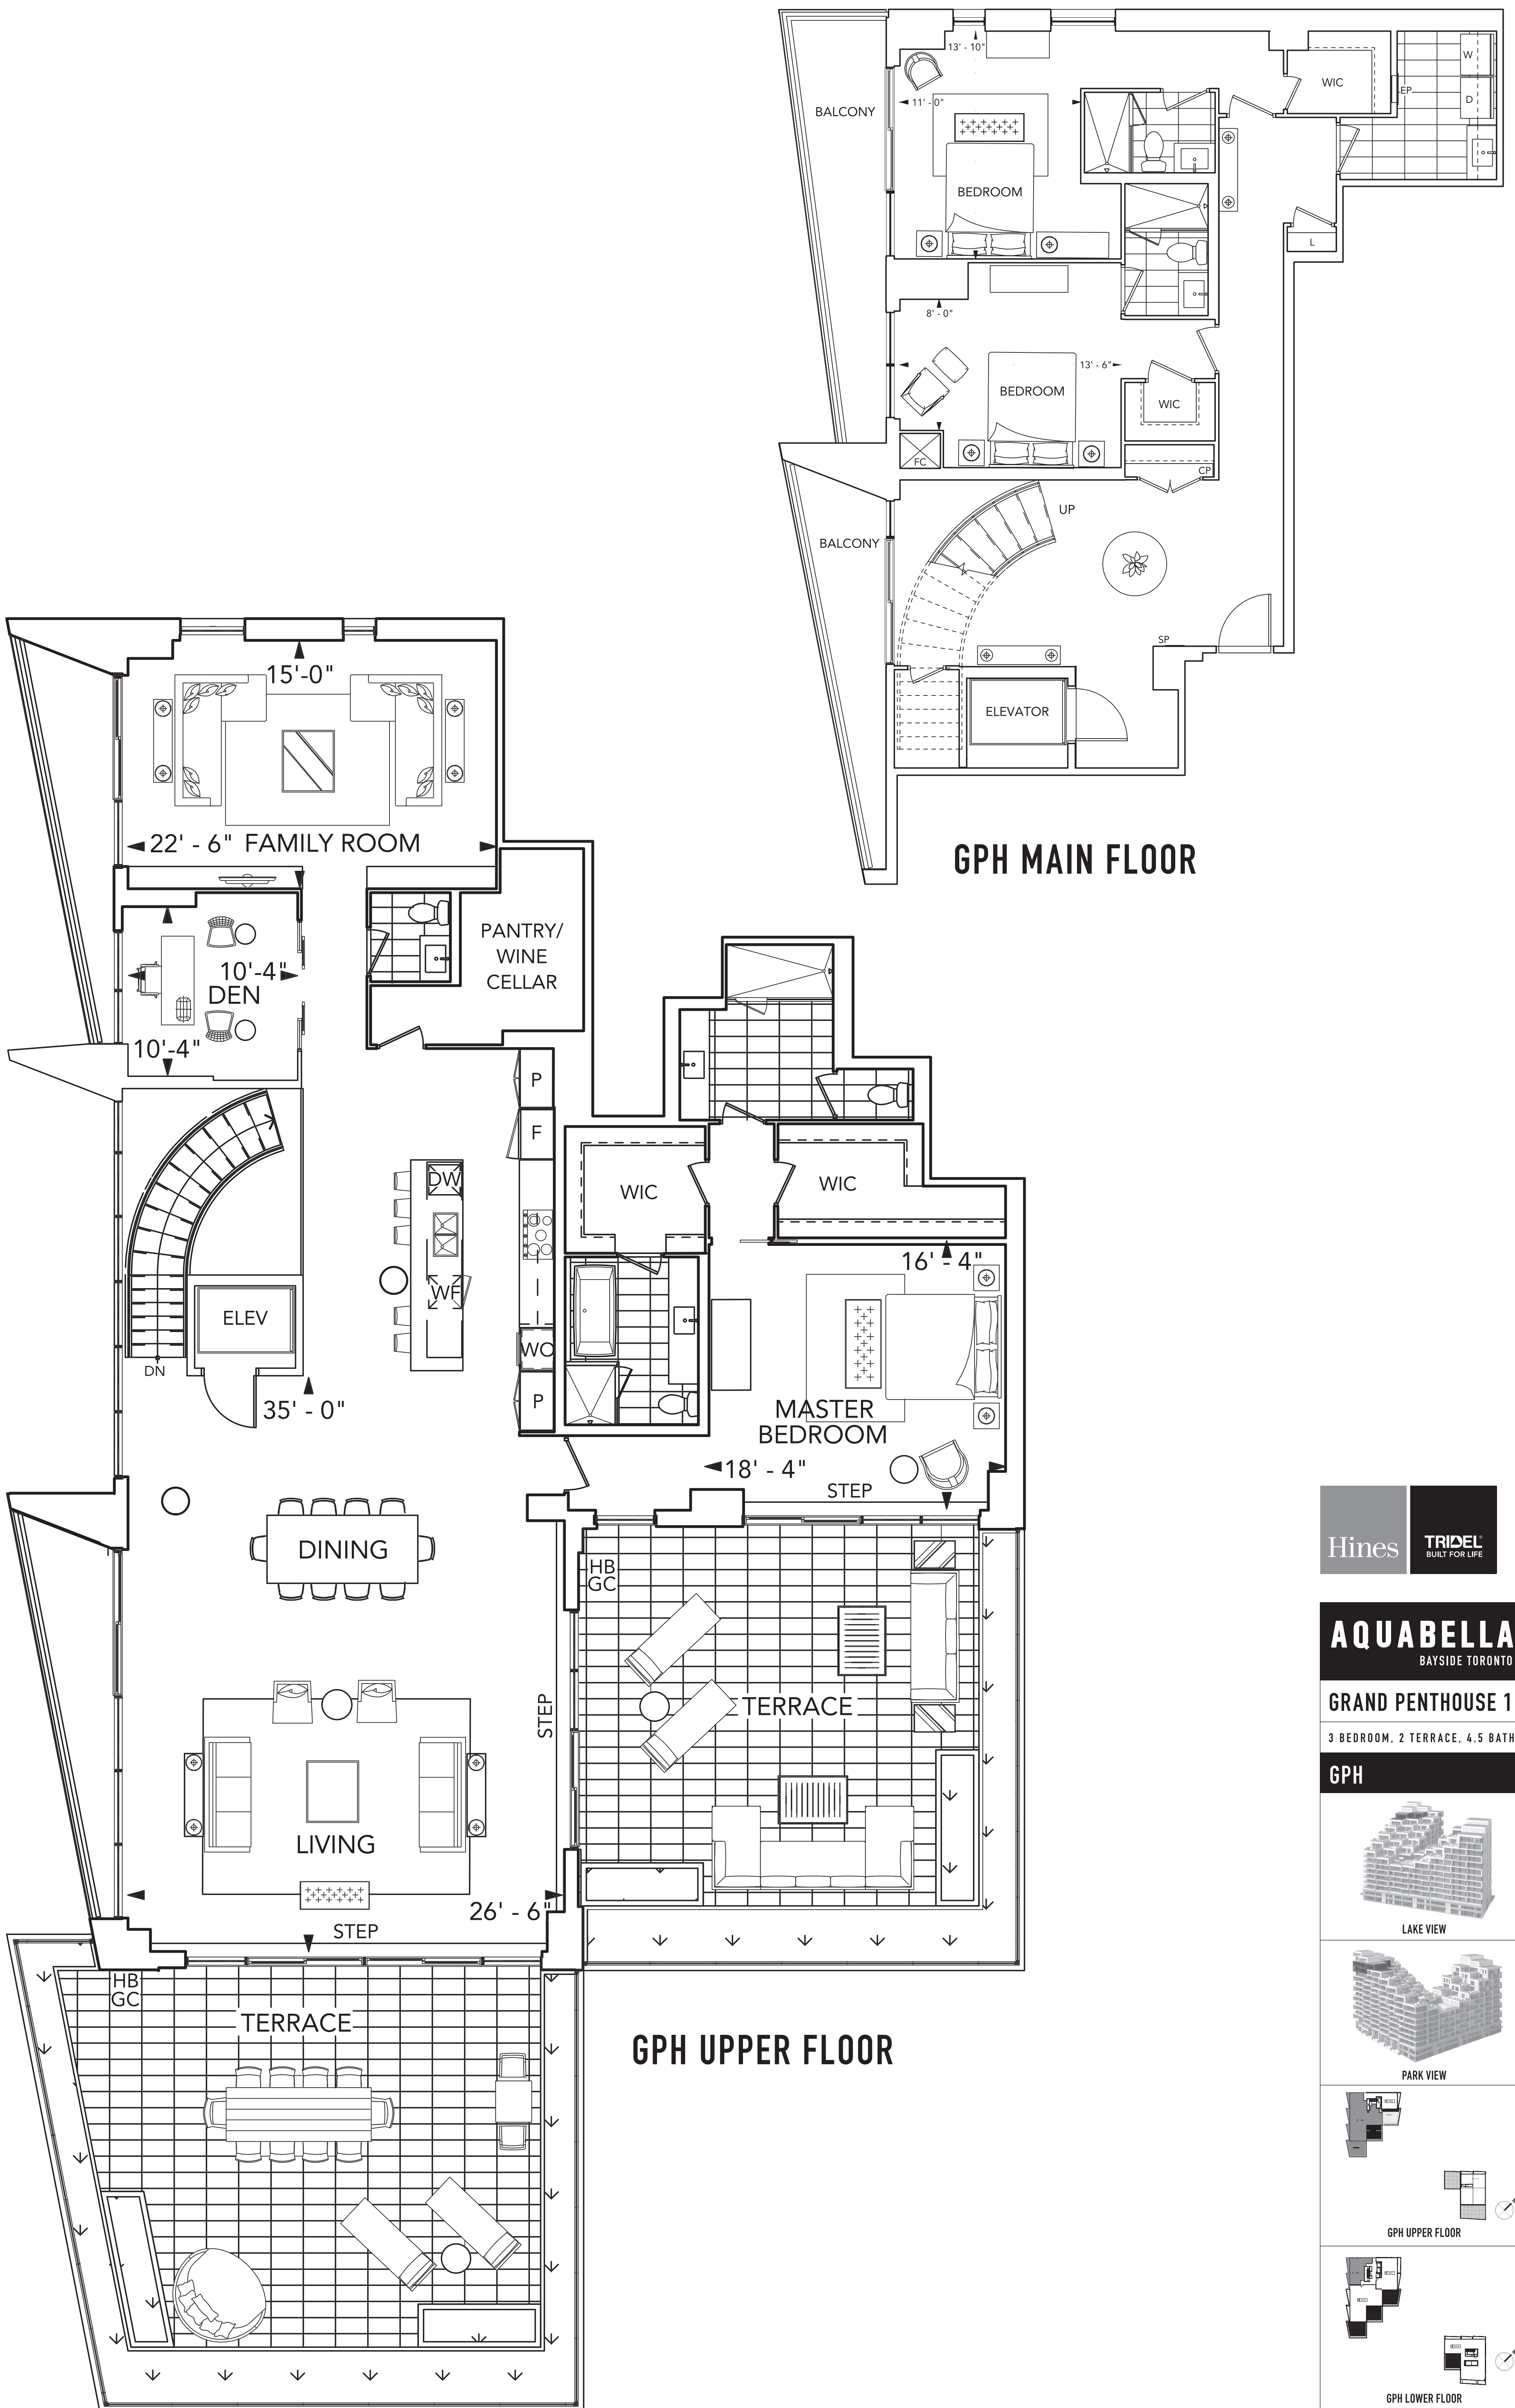 13' - 10"
BALCONY
11' - 0"
WIC
W
EP
D
BEDROOM
L
8' - 0"
13' - 6"
BEDROOM
WIC
FC
CP
UP
BALCONY
SP
ELEVATOR
GPH MAIN FLOOR
15'-0"
22' - 6" FAMILY ROOM
PANTRY/
WINE
CELLAR
10'-4"
DEN
10'-4"
P
F
DW
WIC
WIC
16' - 4"
WF
ELEV
WO
DN
P
35' - 0"
MASTER
BEDROOM
18' - 4"
STEP
DINING
HB
GC
STEP
TERRACE
LIVING
26' - 6"
STEP
HB
GC
TERRACE
GPH UPPER FLOOR
Hines
TRIDEL®
BUILT FOR LIFE
AQUABELLA
BAYSIDE TORONTO
GRAND PENTHOUSE 1
3 BEDROOM, 2 TERRACE, 4.5 BATH
GPH
LAKE VIEW
PARK VIEW
GPH UPPER FLOOR
GPH LOWER FLOOR